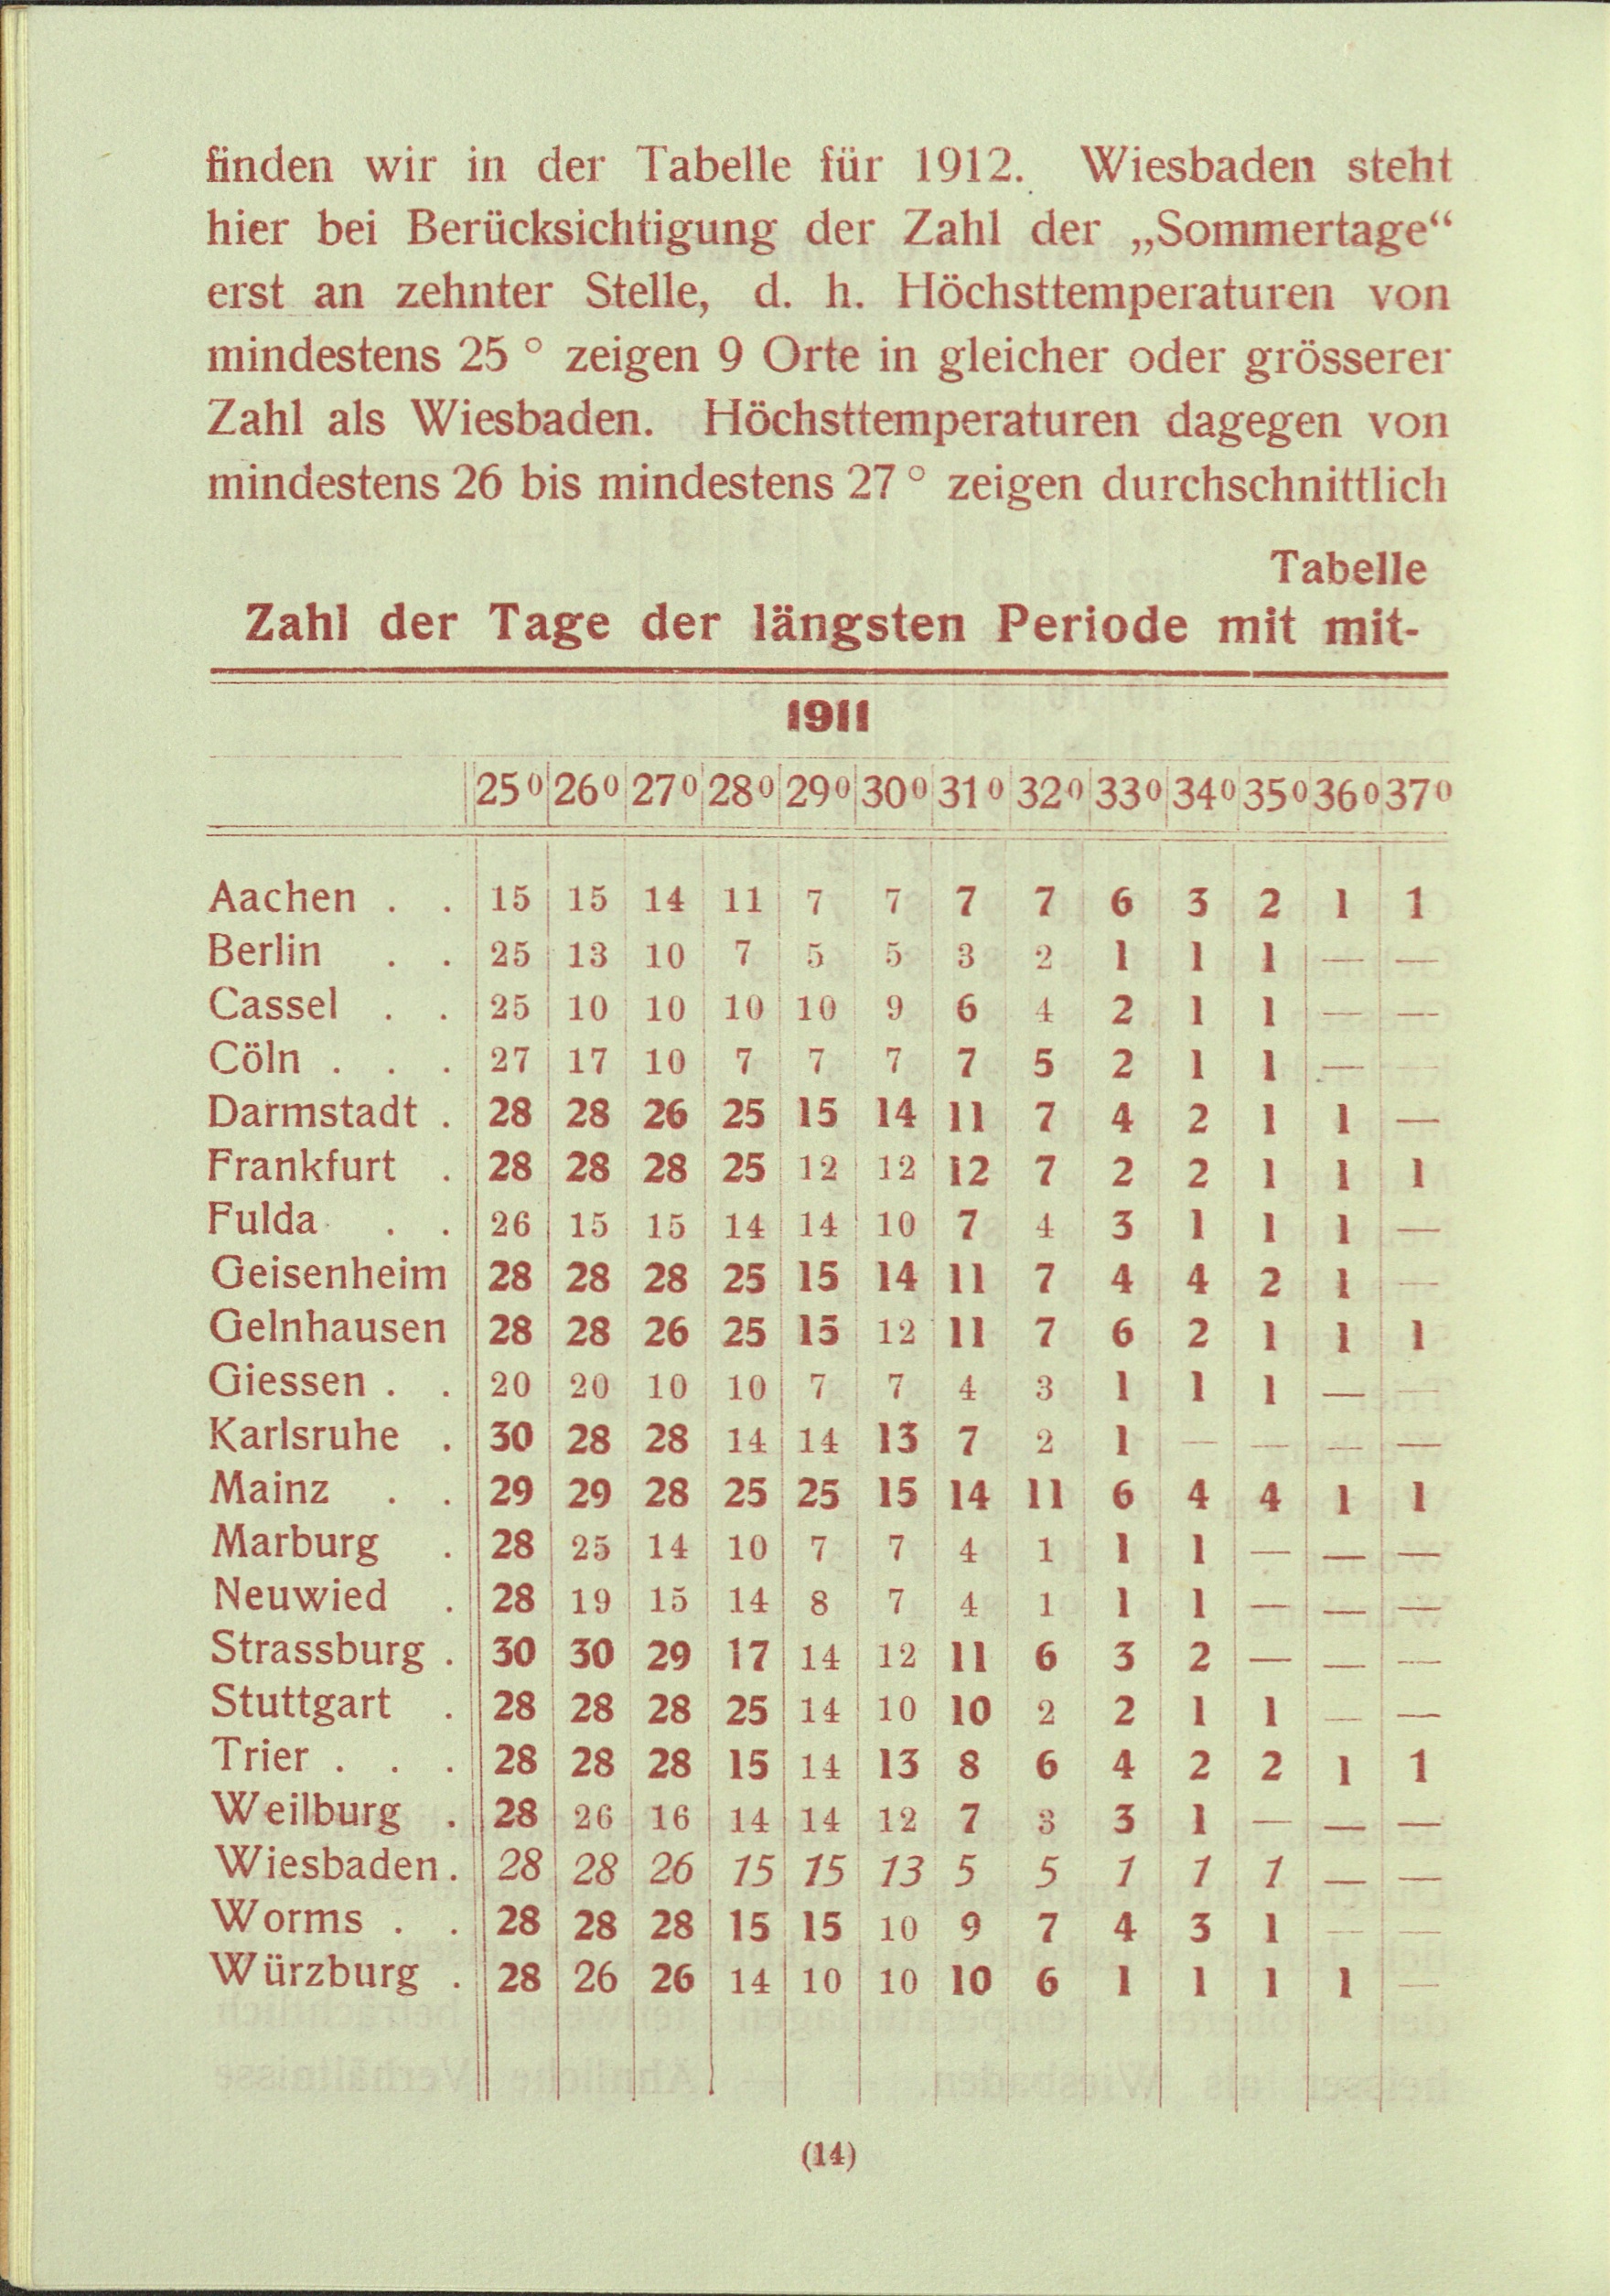 finden wir in der Tabelle für 1912. Wiesbaden steht
hier bei Berücksichtigung der Zahl der „Sommertage“
erst an zehnter Stelle, d. h. Höchsttemperaturen von
mindestens 25 ° zeigen 9 Orte in gleicher oder grösserer
Zahl als Wiesbaden. Höchsttemperaturen dagegen von
mindestens 26 bis mindestens 27 ° zeigen durchschnittlich
Tabelle
Zahl der Tage der längsten Periode mit mit-
1911
25⁰ 26⁰ 27⁰ 28⁰ 29⁰ 30⁰ 31⁰ 32⁰ 33⁰ 34⁰ 35⁰ 36⁰ 37⁰
Aachen . . 15 15 14 11 7 7 7 7 6 3 2 1 1
Berlin . . 25 13 10 7 5 5 3 2 1 1 1 — —
Cassel . . 25 10 10 10 10 9 6 4 2 1 1 — —
Cöln . . . 27 17 10 7 7 7 7 5 2 1 1 — —
Darmstadt . 28 28 26 25 15 14 11 7 4 2 1 1 —
Frankfurt . 28 28 28 25 12 12 12 7 2 2 1 1 1
Fulda . . 26 15 15 14 14 10 7 4 3 1 1 1 —
Geisenheim 28 28 28 25 15 14 11 7 4 4 2 1 —
Gelnhausen 28 28 26 25 15 12 11 7 6 2 1 1 1
Giessen . . 20 20 10 10 7 7 4 3 1 1 1 — —
Karlsruhe . 30 28 28 14 14 13 7 2 1 — — — —
Mainz . . 29 29 28 25 25 15 14 11 6 4 4 1 1
Marburg . 28 25 14 10 7 7 4 1 1 1 — — —
Neuwied . 28 19 15 14 8 7 4 1 1 1 — — —
Strassburg . 30 30 29 17 14 12 11 6 3 2 — — —
Stuttgart . 28 28 28 25 14 10 10 2 2 1 1 — —
Trier . . . 28 28 28 15 14 13 8 6 4 2 2 1 1
Weilburg . 28 26 16 14 14 12 7 3 3 1 — — —
Wiesbaden . 28 28 26 15 15 13 5 5 1 1 1 — —
Worms . . 28 28 28 15 15 10 9 7 4 3 1 — —
Würzburg . 28 26 26 14 10 10 10 6 1 1 1 1 —
(14)